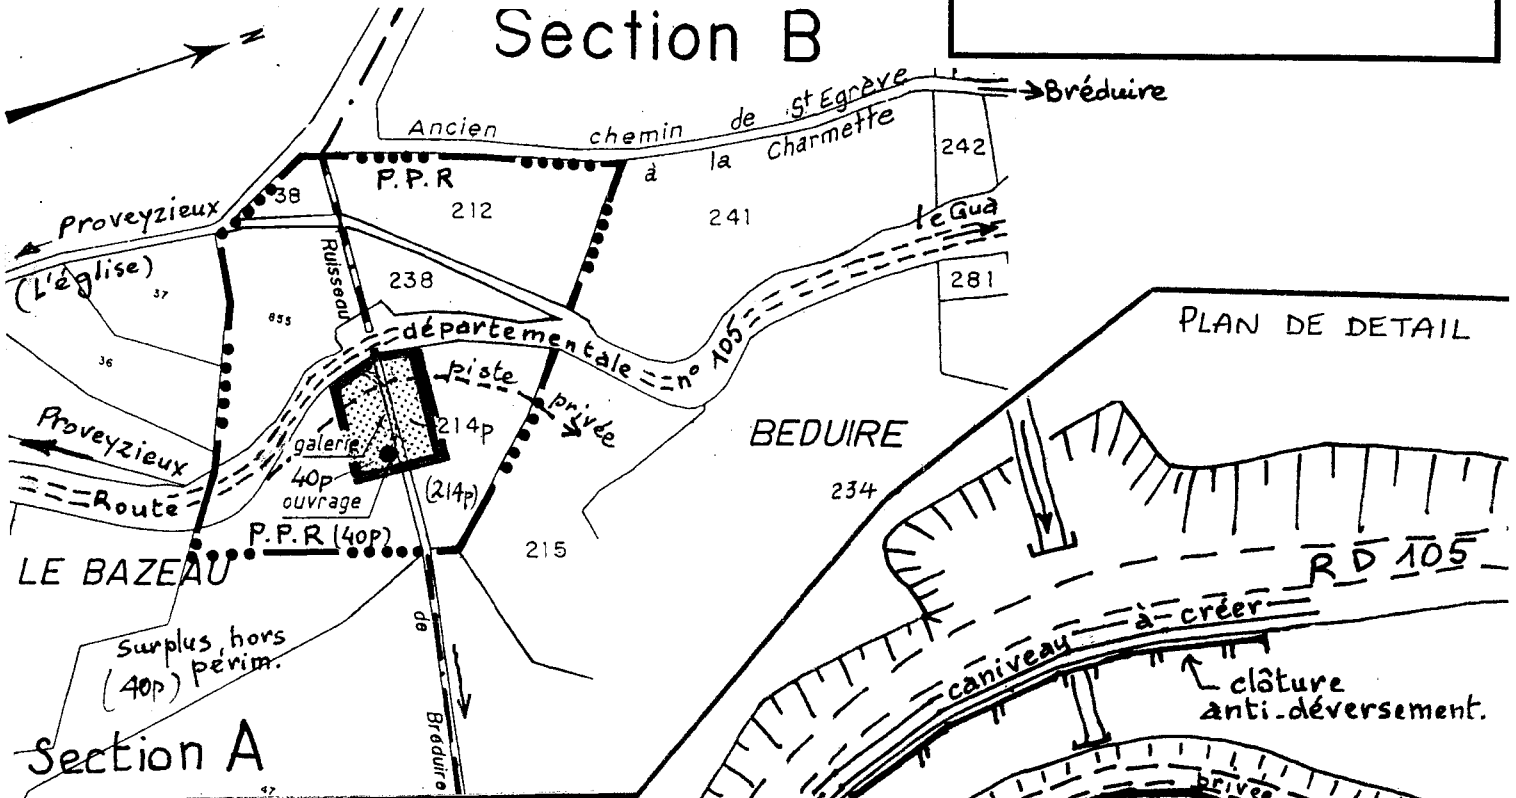 Section B
N
Ancien chemin de St Egrève
à la Charmette
Bréduire
242
P.P.R
38
212
241
le Gua
Proveyzieux
(L'église)
37
Ruisseau
238
281
855
36
départementale n° 105
PLAN DE DETAIL
piste privée
Proveyzieux
214p
galerie
40p
ouvrage
(214p)
BEDUIRE
234
Route
P.P.R (40p)
215
LE BAZEAU
RD 105
de
caniveau à créer
Surplus hors
périm.
(40p)
clôture
anti-déversement.
Bréduire
Section A
47
privée